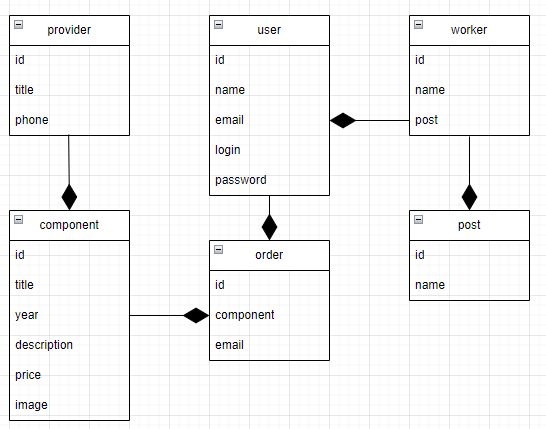 provider
id
title
phone
user
id
name
email
login
password
worker
id
name
post
component
id
title
year
description
price
image
order
id
component
email
post
id
name